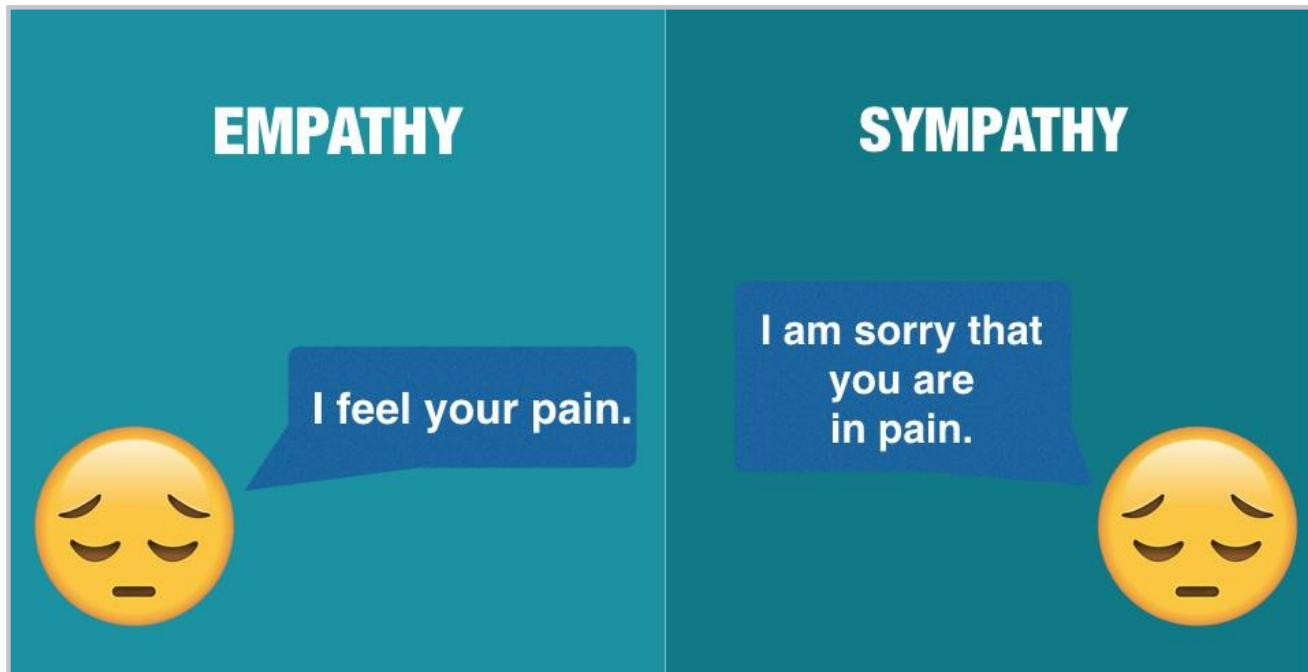 EMPATHY
I feel your pain.
SYMPATHY
I am sorry that
you are
in pain.